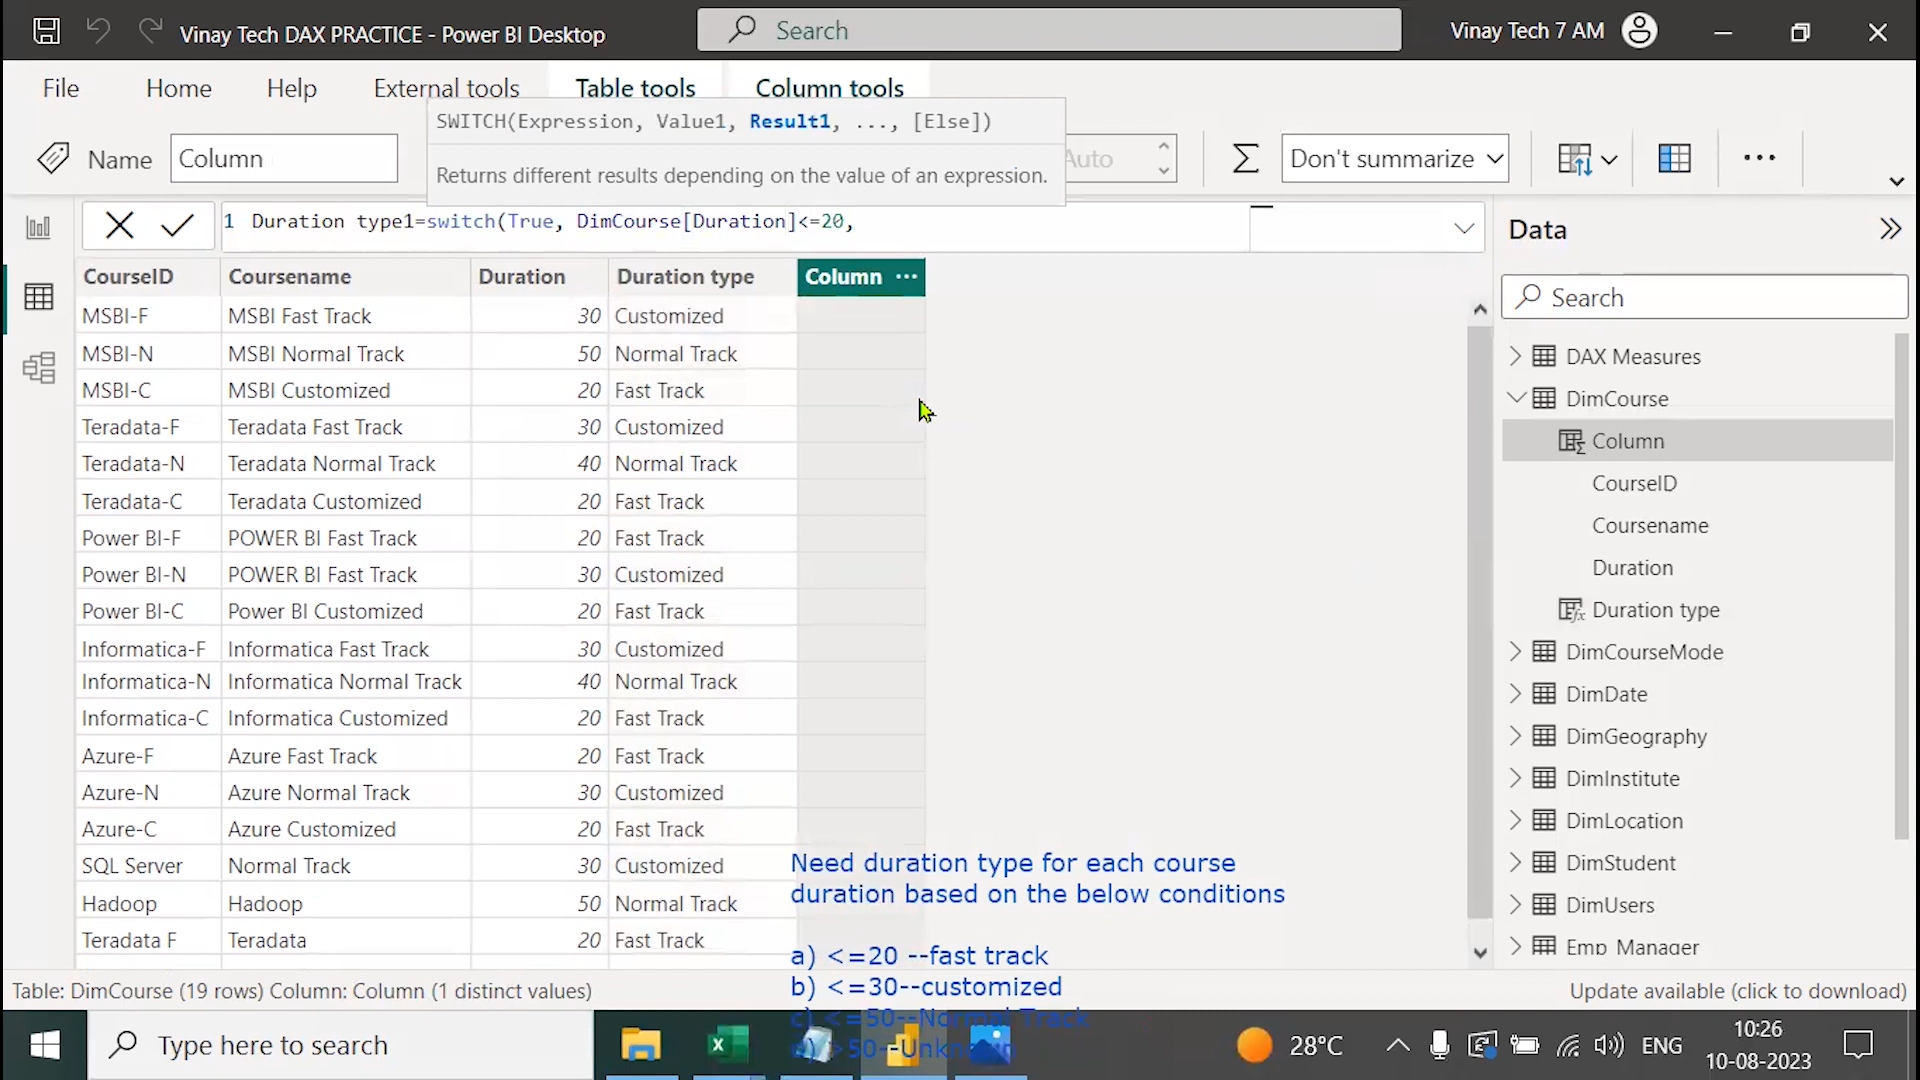 Vinay Tech DAX PRACTICE - Power BI Desktop
Search
Vinay Tech 7 AM
File
Home
Help
External tools
Table tools
Column tools
SWITCH(Expression, Value1, Result1, ..., [Else])
Returns different results depending on the value of an expression.
Name
Column
Auto
Don't summarize
1 Duration type1=switch(True, DimCourse[Duration]<=20,
CourseID Coursename Duration Duration type Column
MSBI-F MSBI Fast Track 30 Customized
MSBI-N MSBI Normal Track 50 Normal Track
MSBI-C MSBI Customized 20 Fast Track
Teradata-F Teradata Fast Track 30 Customized
Teradata-N Teradata Normal Track 40 Normal Track
Teradata-C Teradata Customized 20 Fast Track
Power BI-F POWER BI Fast Track 20 Fast Track
Power BI-N POWER BI Fast Track 30 Customized
Power BI-C Power BI Customized 20 Fast Track
Informatica-F Informatica Fast Track 30 Customized
Informatica-N Informatica Normal Track 40 Normal Track
Informatica-C Informatica Customized 20 Fast Track
Azure-F Azure Fast Track 20 Fast Track
Azure-N Azure Normal Track 30 Customized
Azure-C Azure Customized 20 Fast Track
SQL Server Normal Track 30 Customized
Hadoop Hadoop 50 Normal Track
Teradata F Teradata 20 Fast Track
Need duration type for each course
duration based on the below conditions
a) <=20 --fast track
b) <=30--customized
c) <=50--Normal Track
>50--
Data
Search
DAX Measures
DimCourse
Column
CourseID
Coursename
Duration
Duration type
DimCourseMode
DimDate
DimGeography
DimInstitute
DimLocation
DimStudent
DimUsers
Emp Manager
Table: DimCourse (19 rows) Column: Column (1 distinct values)
Update available (click to download)
Type here to search
28°C
ENG
10:26
10-08-2023